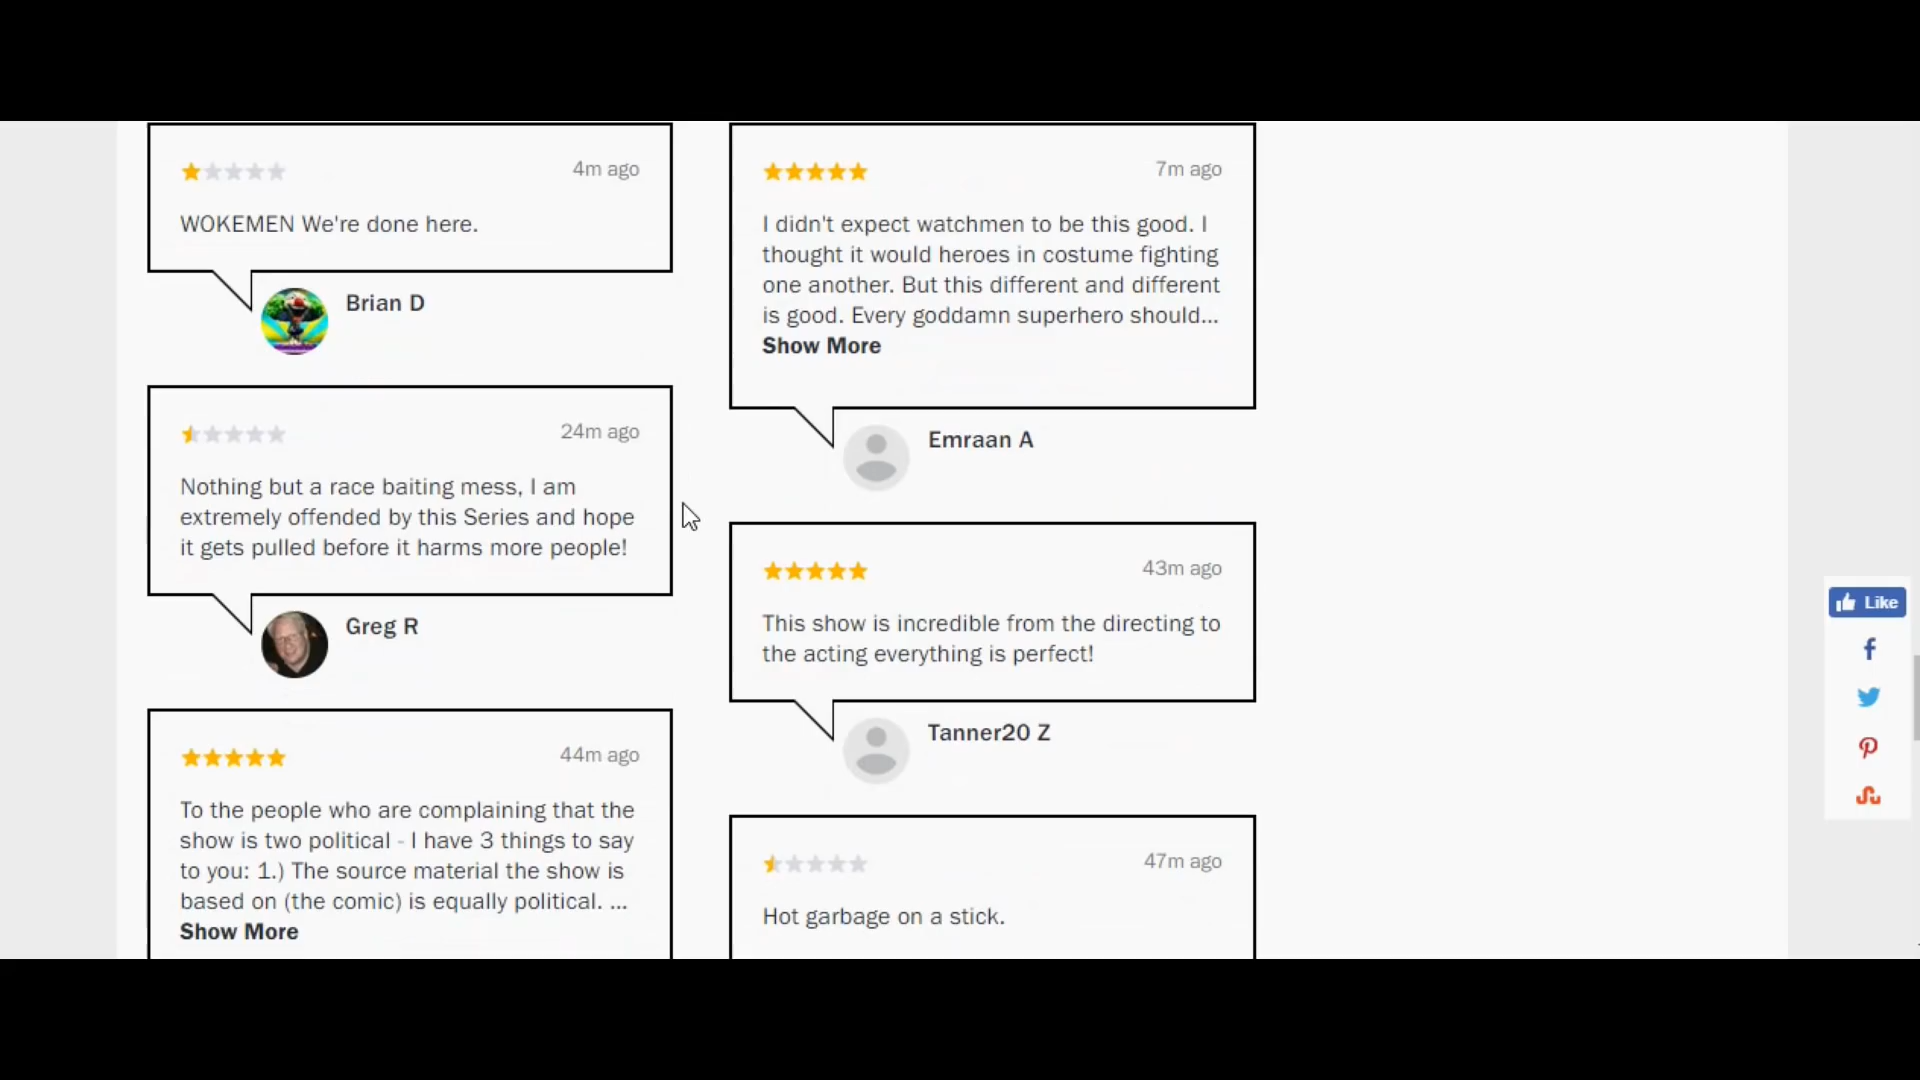 4m ago
WOKEMEN We're done here.
Brian D
24m ago
Nothing but a race baiting mess, I am
extremely offended by this Series and hope
it gets pulled before it harms more people!
Greg R
44m ago
To the people who are complaining that the
show is two political - I have 3 things to say
to you: 1.) The source material the show is
based on (the comic) is equally political. ...
Show More
7m ago
I didn't expect watchmen to be this good. I
thought it would heroes in costume fighting
one another. But this different and different
is good. Every goddamn superhero should...
Show More
Emraan A
43m ago
This show is incredible from the directing to
the acting everything is perfect!
Tanner20 Z
47m ago
Hot garbage on a stick.
Like